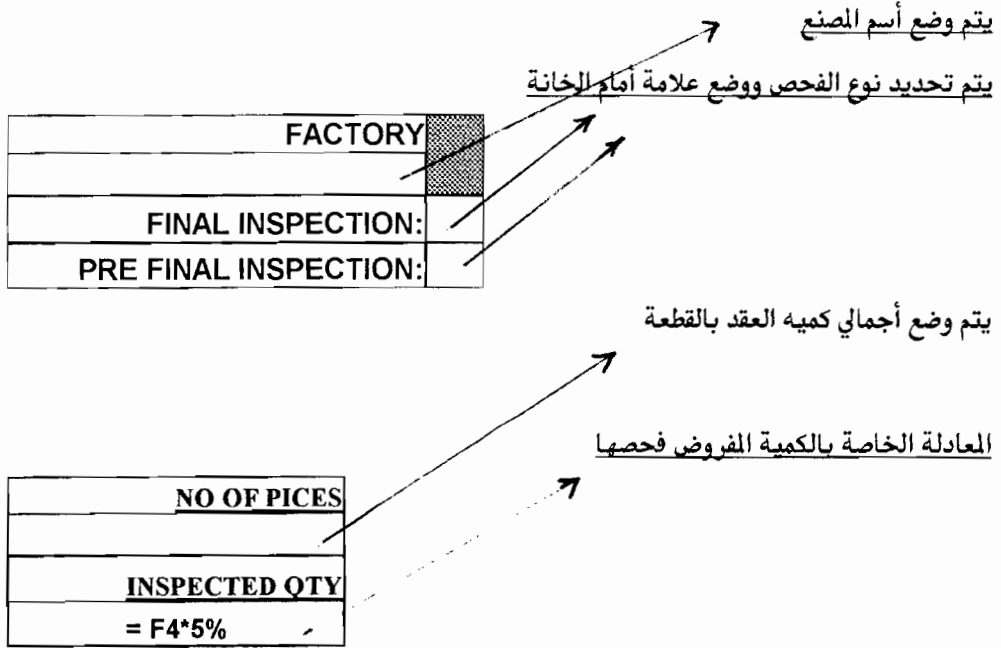 يتم وضع أسم المصنع
يتم تحديد نوع الفحص ووضع علامة أمام الخانة
FACTORY
FINAL INSPECTION:
PRE FINAL INSPECTION:
يتم وضع أجمالي كميه العقد بالقطعة
المعادلة الخاصة بالكمية المفروض فحصها
NO OF PICES
INSPECTED QTY
= F4*5%